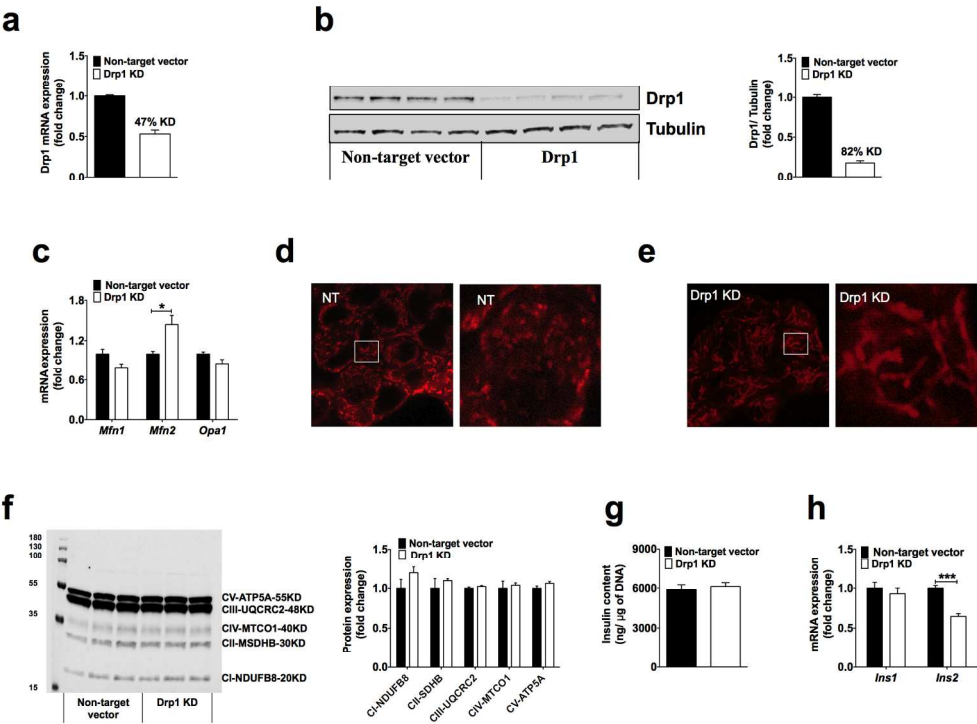 a
Drp1 mRNA expression
(fold change)
1.5
1.0
0.5
0.0
Non-target vector
Drp1 KD
47% KD
b
Drp1
Tubulin
Non-target vector
Drp1
Drp1/ Tubulin
(fold change)
1.5
1.0
0.5
0.0
Non-target vector
Drp1 KD
82% KD
c
mRNA expression
(fold change)
1.8
1.2
0.6
0.0
Non-target vector
Drp1 KD
*
Mfn1 Mfn2 Opa1
d
NT
NT
e
Drp1 KD
Drp1 KD
f
180
130
100
55
35
15
CV-ATP5A-55KD
CIII-UQCRC2-48KD
CIV-MTCO1-40KD
CII-MSDHB-30KD
CI-NDUFB8-20KD
Non-target
vector
Drp1 KD
Protein expression
(fold change)
1.5
1.0
0.5
0.0
Non-target vector
Drp1 KD
CI-NDUFB8
CII-SDHB
CIII-UQCRC2
CIV-MTCO1
CV-ATP5A
g
Insulin content
(ng/ µg of DNA)
9000
6000
3000
0
Non-target vector
Drp1 KD
h
mRNA expression
(fold change)
1.5
1.0
0.5
0.0
Non-target vector
Drp1 KD
***
Ins1 Ins2